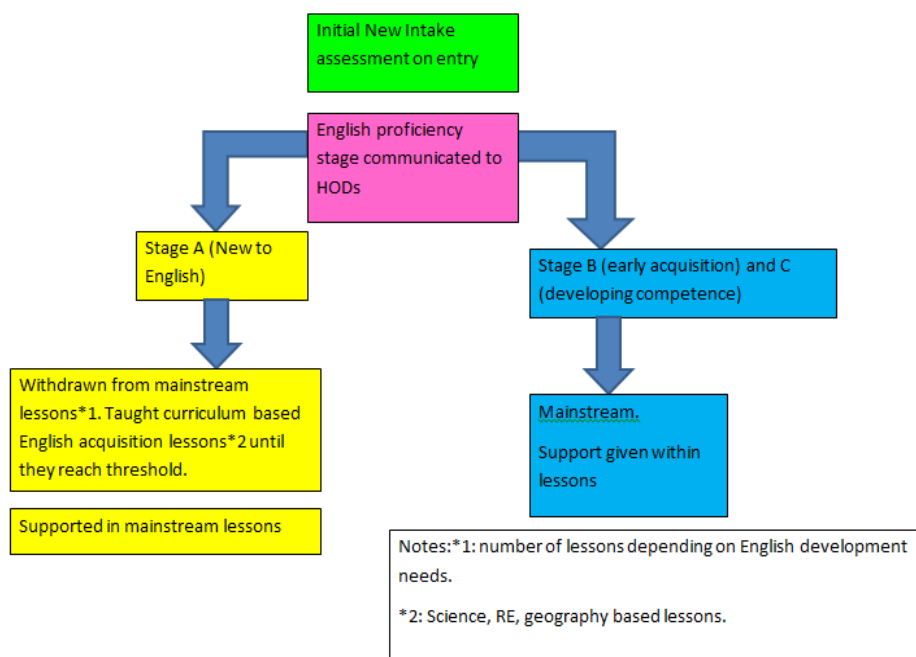 Initial New Intake
assessment on entry
English proficiency
stage communicated to
HODs
Stage A (New to
English)
Stage B (early acquisition) and C
(developing competence)
Withdrawn from mainstream
lessons*1. Taught curriculum based
English acquisition lessons*2 until
they reach threshold.
Mainstream.
Support given within
lessons
Supported in mainstream lessons
Notes:*1: number of lessons depending on English development
needs.
*2: Science, RE, geography based lessons.